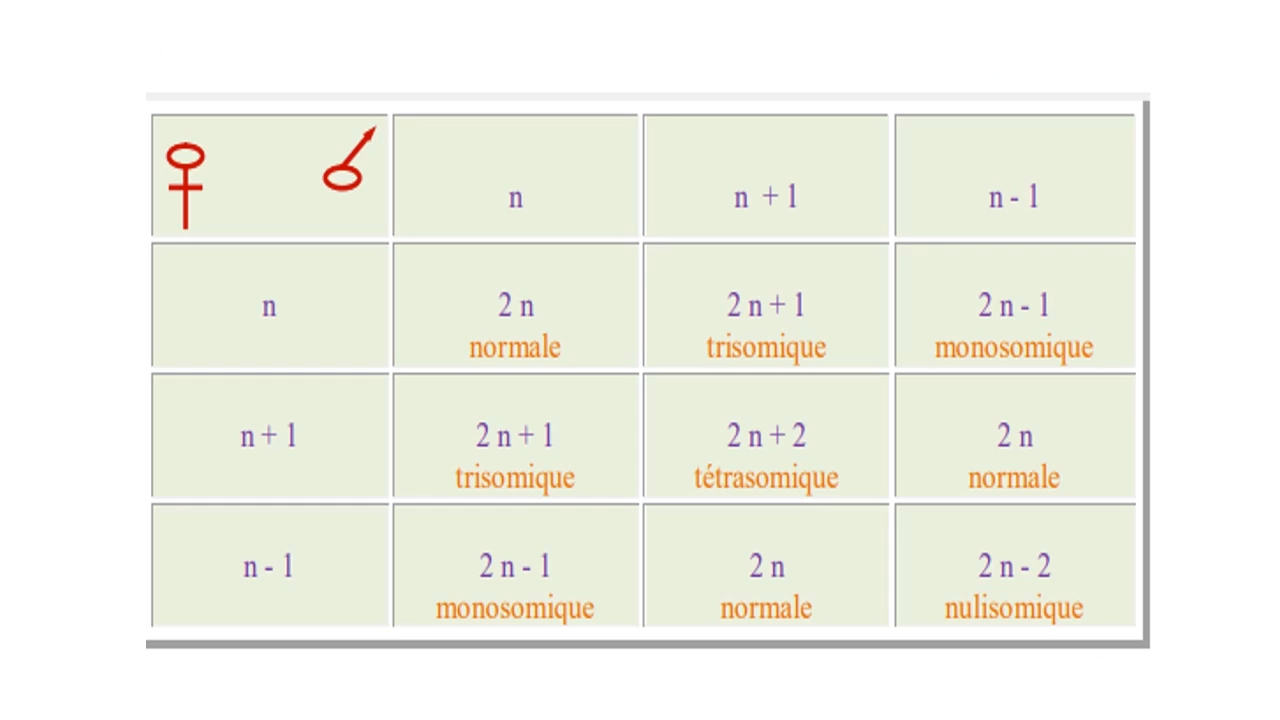 n
n + 1
n - 1
n
2 n
normale
2 n + 1
trisomique
2 n - 1
monosomique
n + 1
2 n + 1
trisomique
2 n + 2
tétrasomique
2 n
normale
n - 1
2 n - 1
monosomique
2 n
normale
2 n - 2
nulisomique